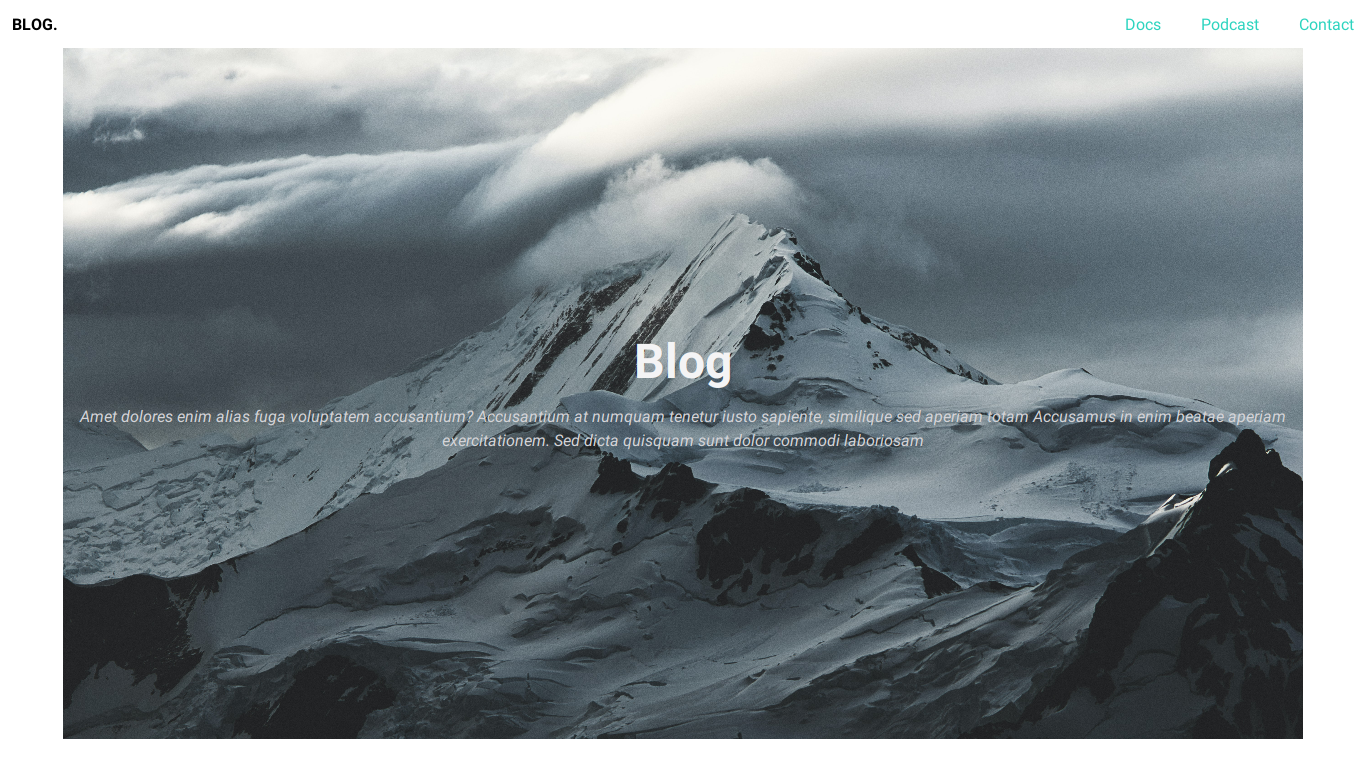 BLOG.
Docs
Podcast
Contact
Blog
Amet dolores enim alias fuga voluptatem accusantium? Accusantium at numquam tenetur iusto sapiente, similique sed aperiam totam Accusamus in enim beatae aperiam
exercitationem. Sed dicta quisquam sunt dolor commodi laboriosam